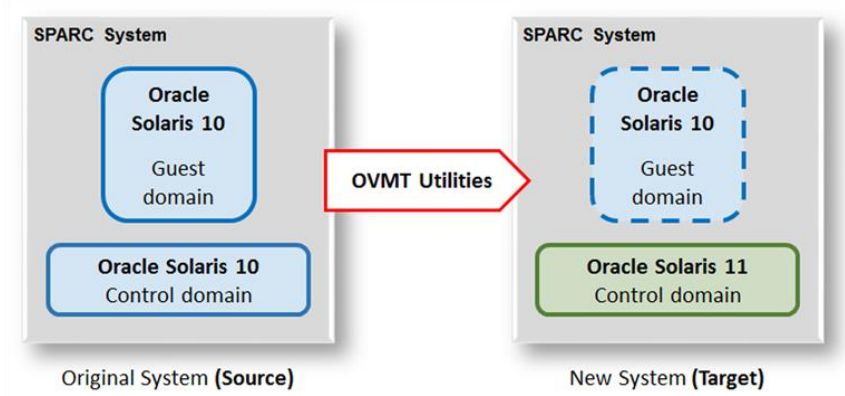 SPARC System
Oracle
Solaris 10
Guest
domain
Oracle Solaris 10
Control domain
Original System (Source)
OVMT Utilities
SPARC System
Oracle
Solaris 10
Guest
domain
Oracle Solaris 11
Control domain
New System (Target)